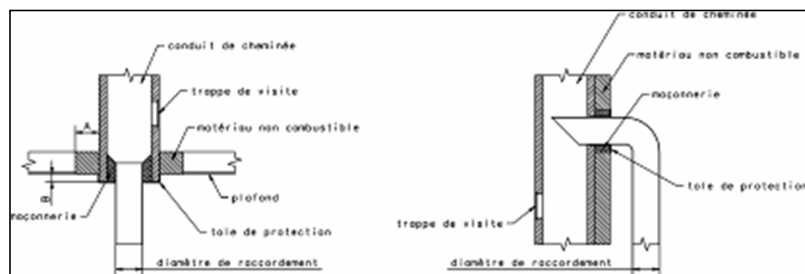 conduit de cheminée
trappe de visite
A
matériau non combustible
B
plafond
maçonnerie
tole de protection
diamètre de raccordement
conduit de cheminée
matériau non combustible
maçonnerie
tole de protection
trappe de visite
diamètre de raccordement